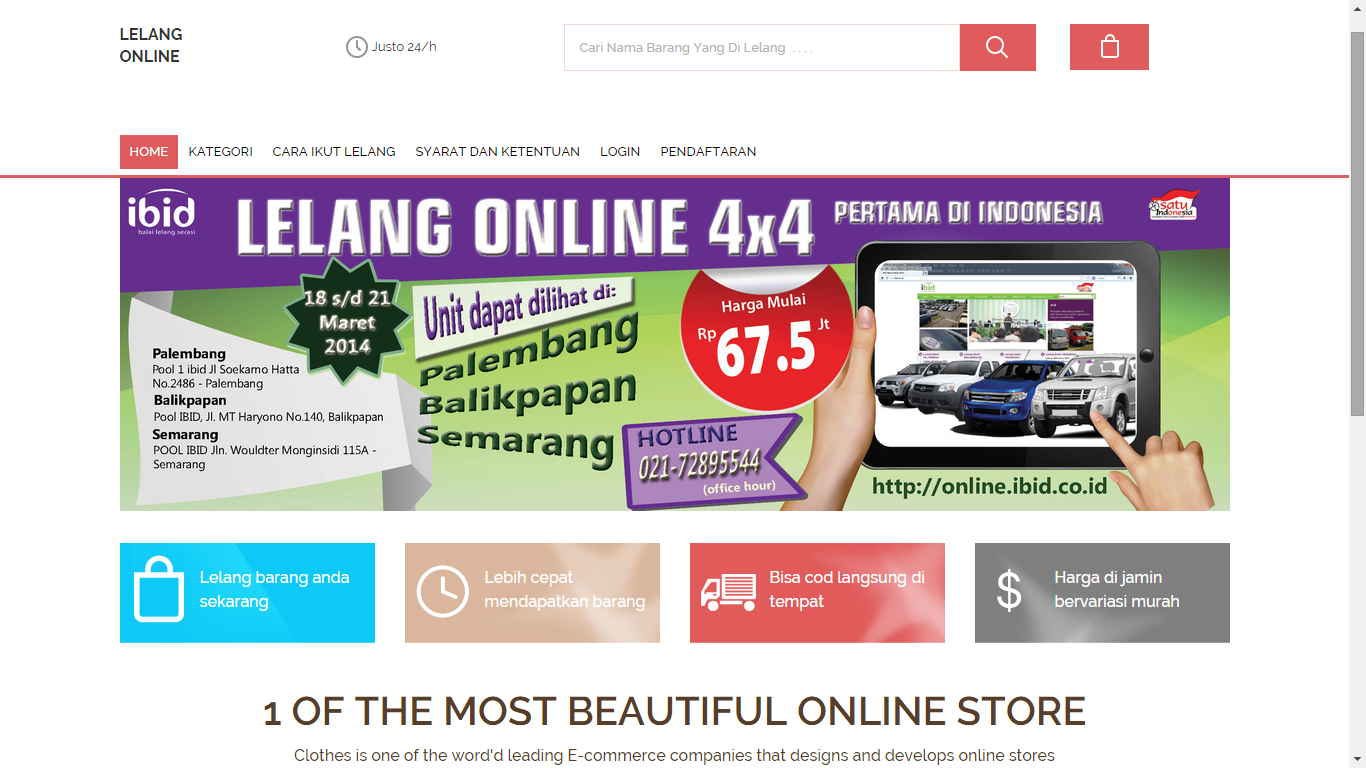 LELANG
ONLINE
Justo 24/h
Cari Nama Barang Yang Di Lelang . . . .
HOME KATEGORI CARA IKUT LELANG SYARAT DAN KETENTUAN LOGIN PENDAFTARAN
ibid
balai lelang serasi
LELANG ONLINE 4x4 PERTAMA DI INDONESIA
satu
indonesia
18 s/d 21
Maret
2014
Palembang
Pool 1 ibid Jl Soekarno Hatta
No.2486 - Palembang
Balikpapan
Pool IBID, Jl. MT Haryono No.140, Balikpapan
Semarang
POOL IBID Jln. Wouldter Monginsidi 115A -
Semarang
Unit dapat dilihat di:
Palembang
Balikpapan
Semarang
Harga Mulai
Rp 67.5 Jt
HOTLINE
021-72895544
(office hour)
ibid
http://online.ibid.co.id
Lelang barang anda
sekarang
Lebih cepat
mendapatkan barang
Bisa cod langsung di
tempat
$
Harga di jamin
bervariasi murah
1 OF THE MOST BEAUTIFUL ONLINE STORE
Clothes is one of the word'd leading E-commerce companies that designs and develops online stores